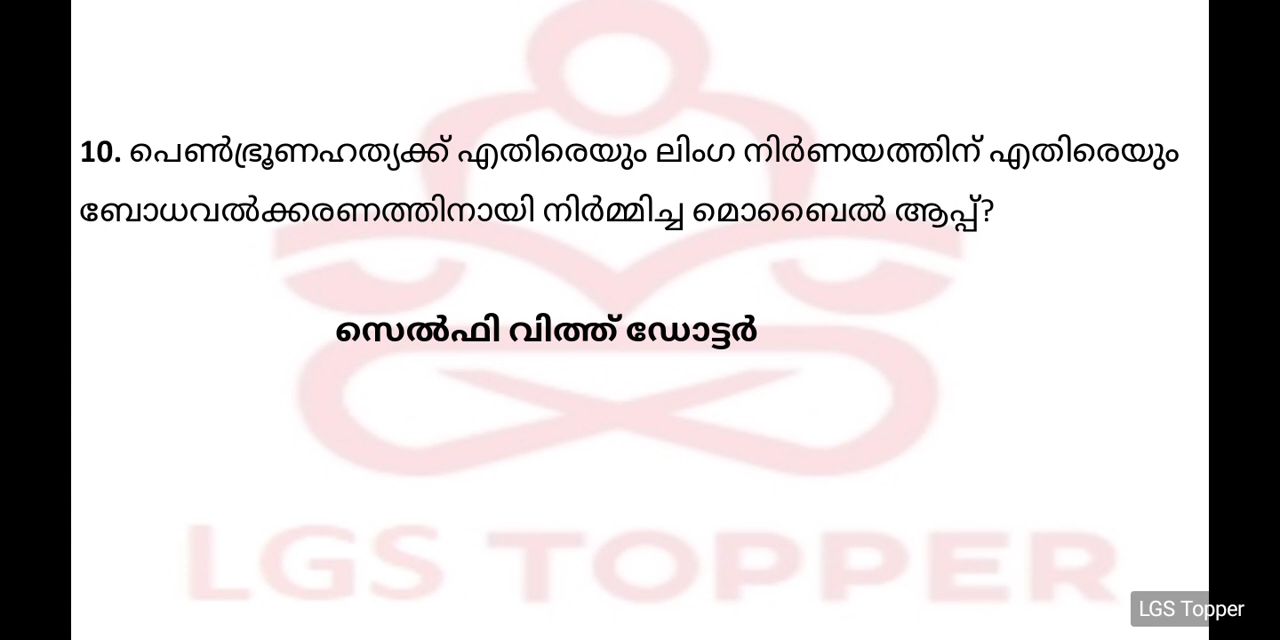 10. പെൺഭ്രൂണഹത്യക്ക് എതിരെയും ലിംഗ നിർണയത്തിന് എതിരെയും
ബോധവൽക്കരണത്തിനായി നിർമ്മിച്ച മൊബൈൽ ആപ്പ്?
സെൽഫി വിത്ത് ഡോട്ടർ
LGS TOPPER
LGS Topper